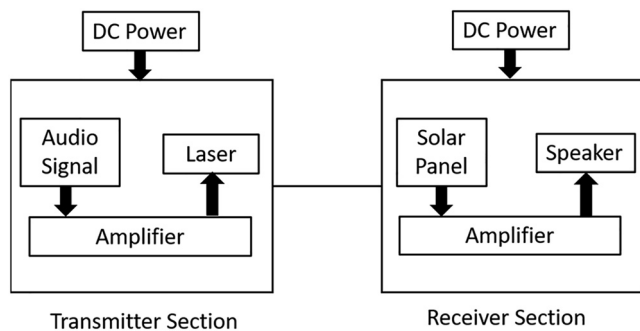 DC Power
Audio
Signal
Laser
Amplifier
Transmitter Section
DC Power
Solar
Panel
Speaker
Amplifier
Receiver Section